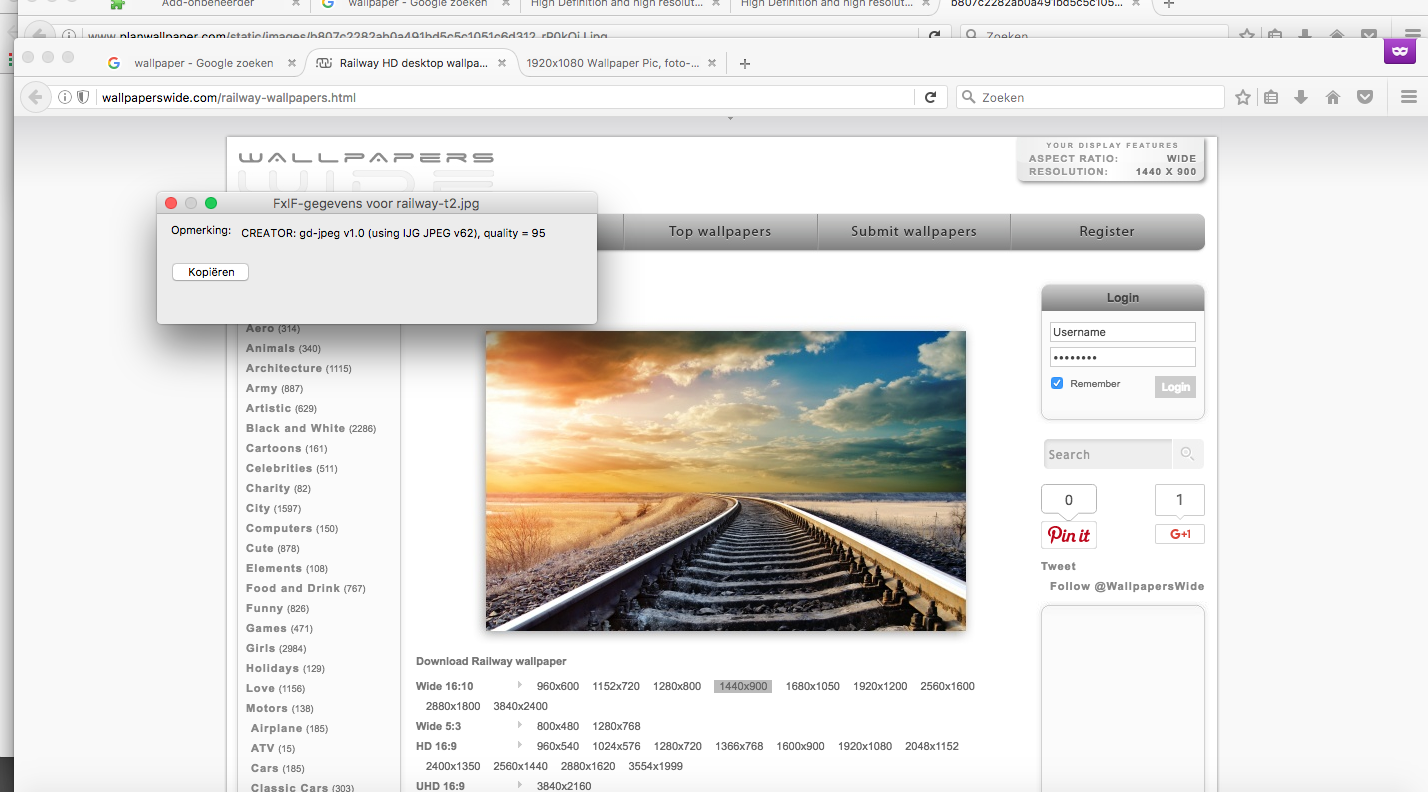 Add-onbeheerder
wallpaper - Google zoeken
High Definition and high resolut...
High Definition and high resolut...
b807c2282ab0a491bd5c5c105...
www.planwallpaper.com/static/images/b807c2282ab0a491bd5c5c1051c6d312
Zoeken
wallpaper - Google zoeken
Railway HD desktop wallpa...
1920x1080 Wallpaper Pic, foto-...
wallpaperswide.com/railway-wallpapers.html
Zoeken
WALLPAPERS
WIDE
YOUR DISPLAY FEATURES
ASPECT RATIO: WIDE
RESOLUTION: 1440 X 900
FxIF-gegevens voor railway-t2.jpg
Opmerking: CREATOR: gd-jpeg v1.0 (using IJG JPEG v62), quality = 95
Kopiëren
Top wallpapers
Submit wallpapers
Register
Aero (314)
Animals (340)
Architecture (1115)
Army (887)
Artistic (629)
Black and White (2286)
Cartoons (161)
Celebrities (511)
Charity (82)
City (1597)
Computers (150)
Cute (878)
Elements (108)
Food and Drink (767)
Funny (826)
Games (471)
Girls (2984)
Holidays (129)
Love (1156)
Motors (138)
Airplane (185)
ATV (15)
Cars (185)
Classic Cars (303)
Download Railway wallpaper
Wide 16:10 960x600 1152x720 1280x800 1440x900 1680x1050 1920x1200 2560x1600
2880x1800 3840x2400
Wide 5:3 800x480 1280x768
HD 16:9 960x540 1024x576 1280x720 1366x768 1600x900 1920x1080 2048x1152
2400x1350 2560x1440 2880x1620 3554x1999
UHD 16:9 3840x2160
Login
Username
••••••••
Remember
Login
Search
0
1
Pin it
G+1
Tweet
Follow @WallpapersWide